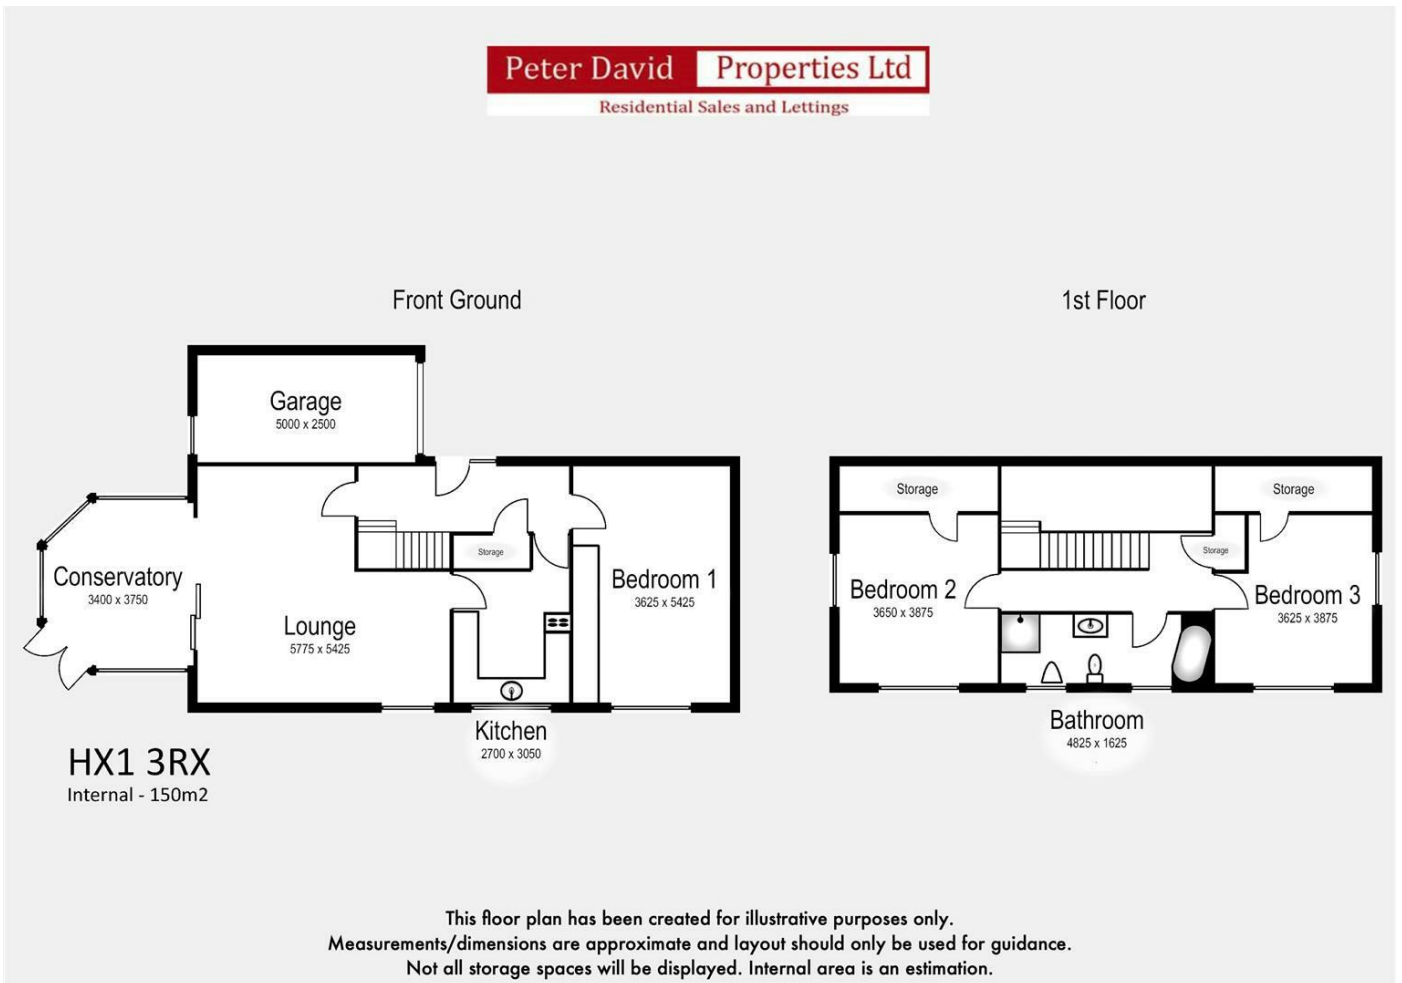 Peter David Properties Ltd
Residential Sales and Lettings
Front Ground
1st Floor
Garage
5000 x 2500
Storage
Bedroom 1
3625 x 5425
Conservatory
3400 x 3750
Lounge
5775 x 5425
Kitchen
2700 x 3050
Storage
Storage
Storage
Bedroom 2
3650 x 3875
Bedroom 3
3625 x 3875
Bathroom
4825 x 1625
HX1 3RX
Internal - 150m2
This floor plan has been created for illustrative purposes only.
Measurements/dimensions are approximate and layout should only be used for guidance.
Not all storage spaces will be displayed. Internal area is an estimation.